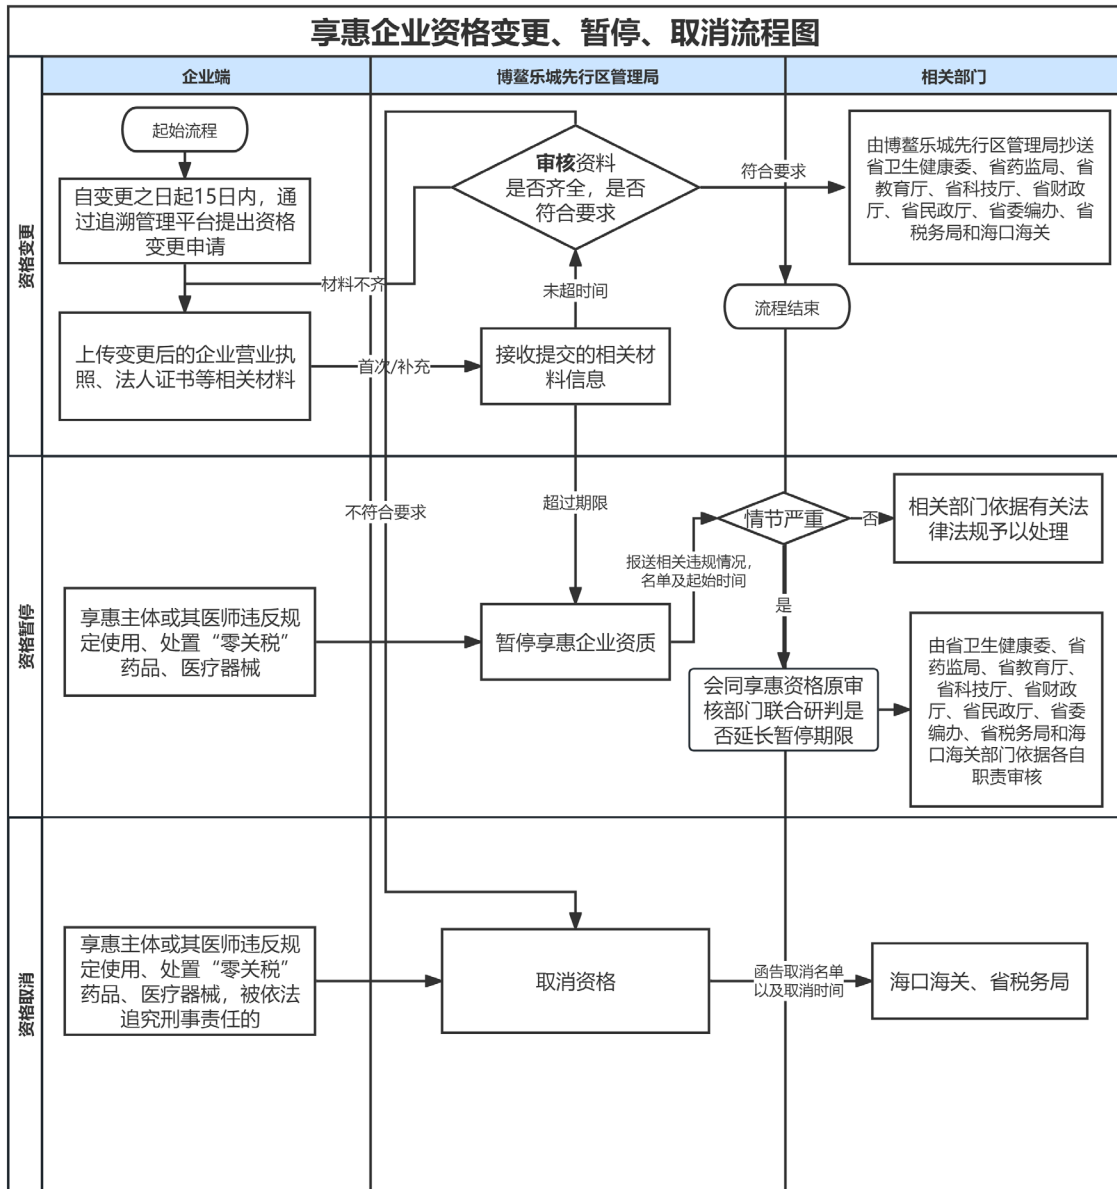 享惠企业资格变更、暂停、取消流程图
企业端
博鳌乐城先行区管理局
相关部门
资格变更
起始流程
自变更之日起15日内，通
过追溯管理平台提出资格
变更申请
材料不齐
上传变更后的企业营业执
照、法人证书等相关材料
首次/补充
审核资料
是否齐全，是否
符合要求
未超时间
接收提交的相关材
料信息
符合要求
由博鳌乐城先行区管理局抄送
省卫生健康委、省药监局、省
教育厅、省科技厅、省财政
厅、省民政厅、省委编办、省
税务局和海口海关
流程结束
资格暂停
不符合要求
超过期限
享惠主体或其医师违反规
定使用、处置“零关税”
药品、医疗器械
暂停享惠企业资质
报送相关违规情况，
名单及起始时间
情节严重
否
相关部门依据有关法
律法规予以处理
是
会同享惠资格原审
核部门联合研判是
否延长暂停期限
由省卫生健康委、省
药监局、省教育厅、
省科技厅、省财政
厅、省民政厅、省委
编办、省税务局和海
口海关部门依据各自
职责审核
资格取消
享惠主体或其医师违反规
定使用、处置“零关税”
药品、医疗器械，被依法
追究刑事责任的
取消资格
函告取消名单
以及取消时间
海口海关、省税务局